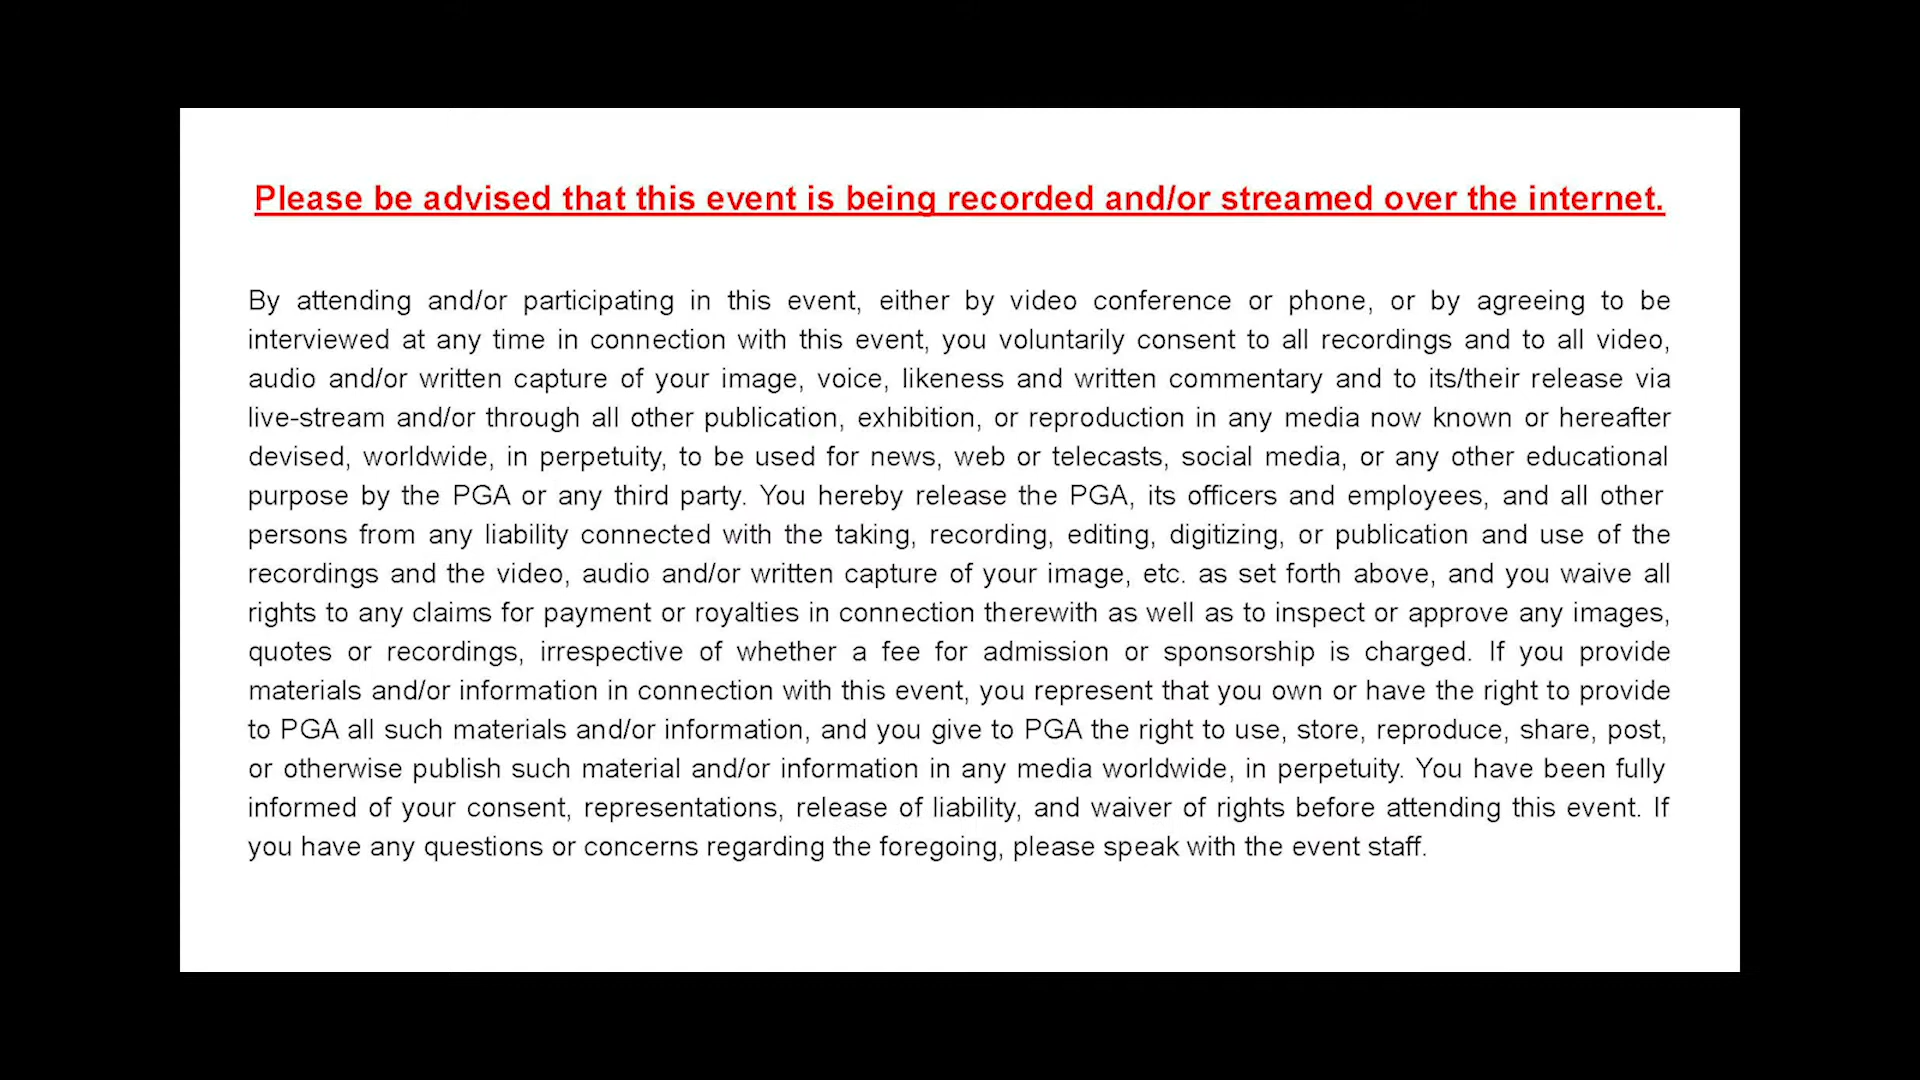 Please be advised that this event is being recorded and/or streamed over the internet.
By attending and/or participating in this event, either by video conference or phone, or by agreeing to be
interviewed at any time in connection with this event, you voluntarily consent to all recordings and to all video,
audio and/or written capture of your image, voice, likeness and written commentary and to its/their release via
live-stream and/or through all other publication, exhibition, or reproduction in any media now known or hereafter
devised, worldwide, in perpetuity, to be used for news, web or telecasts, social media, or any other educational
purpose by the PGA or any third party. You hereby release the PGA, its officers and employees, and all other
persons from any liability connected with the taking, recording, editing, digitizing, or publication and use of the
recordings and the video, audio and/or written capture of your image, etc. as set forth above, and you waive all
rights to any claims for payment or royalties in connection therewith as well as to inspect or approve any images,
quotes or recordings, irrespective of whether a fee for admission or sponsorship is charged. If you provide
materials and/or information in connection with this event, you represent that you own or have the right to provide
to PGA all such materials and/or information, and you give to PGA the right to use, store, reproduce, share, post,
or otherwise publish such material and/or information in any media worldwide, in perpetuity. You have been fully
informed of your consent, representations, release of liability, and waiver of rights before attending this event. If
you have any questions or concerns regarding the foregoing, please speak with the event staff.